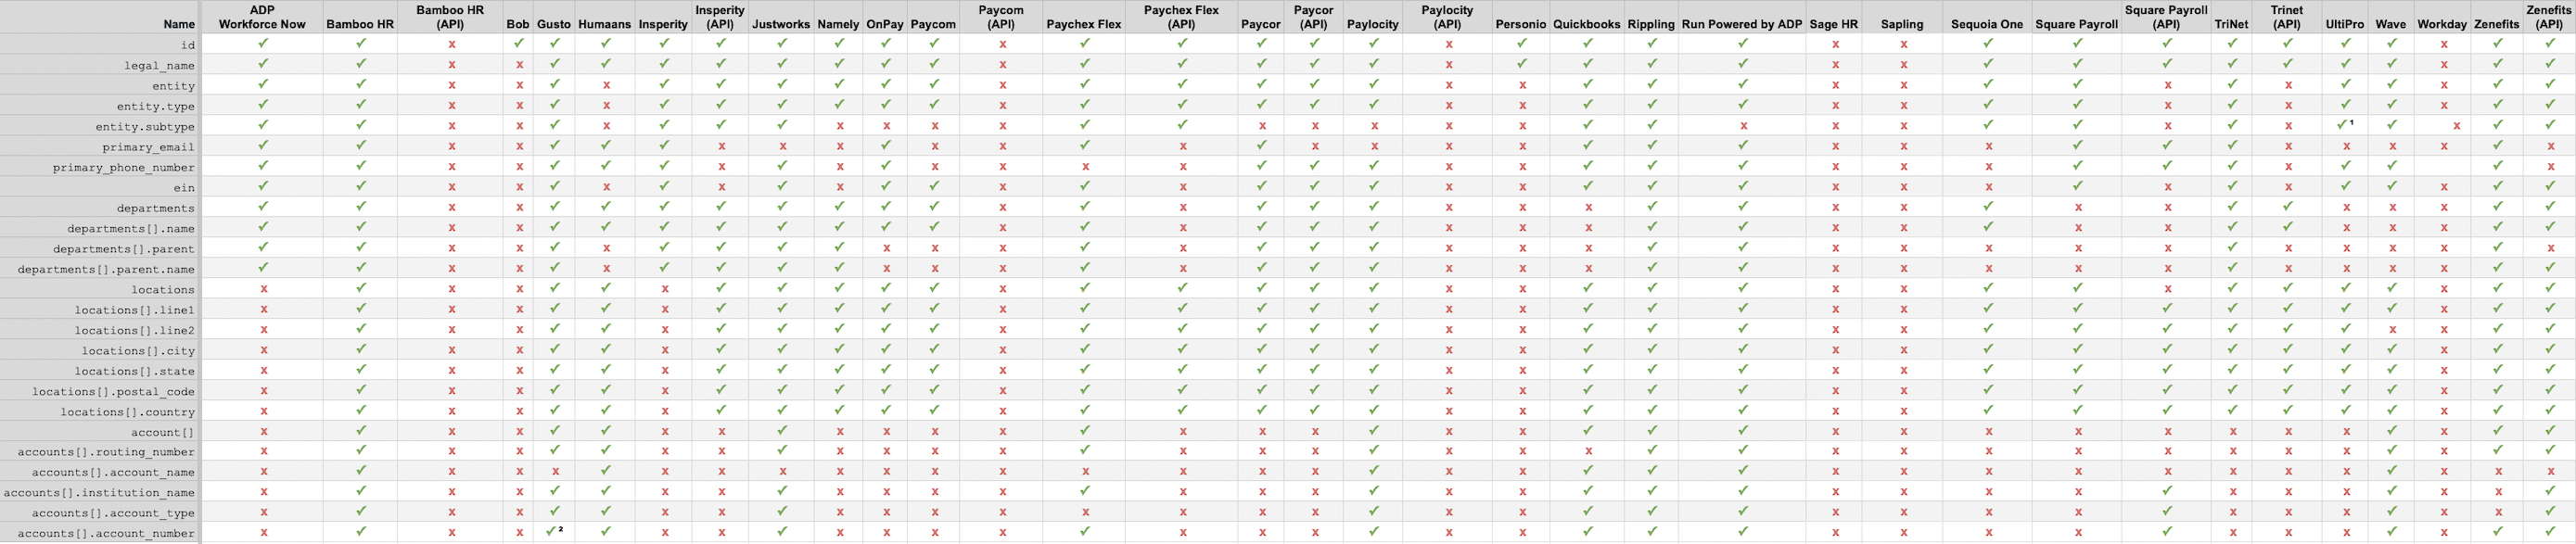 ADP Bamboo HR Insperity Paycom Paychex Flex Paycor Paylocity Square Payroll Trinet Zenefits
Name Workforce Now Bamboo HR (API) Bob Gusto Humaans Insperity (API) Justworks Namely OnPay Paycom (API) Paychex Flex (API) Paycor (API) Paylocity (API) Personio Quickbooks Rippling Run Powered by ADP Sage HR Sapling Sequoia One Square Payroll (API) TriNet (API) UltiPro Wave Workday Zenefits (API)
id ✓ ✓ x ✓ ✓ ✓ ✓ ✓ ✓ ✓ ✓ ✓ x ✓ ✓ ✓ ✓ ✓ x ✓ ✓ ✓ ✓ x x ✓ ✓ ✓ ✓ ✓ ✓ ✓ x ✓ ✓
legal_name ✓ ✓ x x ✓ ✓ ✓ ✓ ✓ ✓ ✓ ✓ x ✓ ✓ ✓ ✓ ✓ x ✓ ✓ ✓ ✓ x x ✓ ✓ ✓ ✓ ✓ ✓ ✓ x ✓ ✓
entity ✓ ✓ x x ✓ x ✓ ✓ ✓ ✓ ✓ ✓ x ✓ ✓ ✓ ✓ ✓ x x ✓ ✓ ✓ x x ✓ ✓ x ✓ x ✓ ✓ x ✓ ✓
entity.type ✓ ✓ x x ✓ x ✓ ✓ ✓ ✓ ✓ ✓ x ✓ ✓ ✓ ✓ ✓ x x ✓ ✓ ✓ x x ✓ ✓ x ✓ x ✓ ✓ x ✓ ✓
entity.subtype ✓ ✓ x x ✓ x ✓ ✓ ✓ x x x x ✓ ✓ x x x x x ✓ ✓ x x x ✓ ✓ x ✓ x ✓¹ ✓ x ✓ ✓
primary_email ✓ ✓ x x ✓ ✓ ✓ x x x ✓ x x ✓ x ✓ x x x x ✓ ✓ ✓ x x x ✓ ✓ ✓ x x x x ✓ x
primary_phone_number ✓ ✓ x x ✓ ✓ ✓ x ✓ x ✓ x x x x ✓ ✓ ✓ x x ✓ ✓ ✓ x x x ✓ ✓ ✓ x ✓ ✓ ✓ x
ein ✓ ✓ x x ✓ x ✓ x ✓ x ✓ ✓ x ✓ x ✓ ✓ ✓ x x ✓ ✓ ✓ x x x ✓ x ✓ x ✓ ✓ x ✓ ✓
departments ✓ ✓ x x ✓ ✓ ✓ ✓ ✓ ✓ ✓ ✓ x ✓ x ✓ ✓ ✓ x x x ✓ ✓ x x ✓ x x ✓ ✓ x x x ✓ ✓
departments[].name ✓ ✓ x x ✓ ✓ ✓ ✓ ✓ ✓ ✓ ✓ x ✓ x ✓ ✓ ✓ x x x ✓ ✓ x x ✓ x x ✓ ✓ x x x ✓ ✓
departments[].parent ✓ ✓ x x ✓ x ✓ ✓ ✓ ✓ x x x ✓ x ✓ ✓ ✓ x x x ✓ ✓ x x x x x ✓ x x x x ✓ x
departments[].parent.name ✓ ✓ x x ✓ x ✓ ✓ ✓ ✓ x x x ✓ x ✓ ✓ ✓ x x x ✓ ✓ x x x x x ✓ x x x x ✓ ✓
locations x ✓ x x ✓ ✓ x ✓ ✓ ✓ ✓ ✓ x ✓ ✓ ✓ ✓ ✓ x x ✓ ✓ ✓ x x ✓ ✓ x ✓ ✓ ✓ ✓ x ✓ ✓
locations[].line1 x ✓ x x ✓ ✓ x ✓ ✓ ✓ ✓ ✓ x ✓ ✓ ✓ ✓ ✓ x x ✓ ✓ ✓ x x ✓ ✓ ✓ ✓ ✓ ✓ ✓ x ✓ ✓
locations[].line2 x ✓ x x ✓ ✓ x ✓ ✓ ✓ ✓ ✓ x ✓ ✓ ✓ ✓ ✓ x x ✓ ✓ ✓ x x ✓ ✓ ✓ ✓ ✓ ✓ x x ✓ ✓
locations[].city x ✓ x x ✓ ✓ x ✓ ✓ ✓ ✓ ✓ x ✓ ✓ ✓ ✓ ✓ x x ✓ ✓ ✓ x x ✓ ✓ ✓ ✓ ✓ ✓ ✓ x ✓ ✓
locations[].state x ✓ x x ✓ ✓ x ✓ ✓ ✓ ✓ ✓ x ✓ ✓ ✓ ✓ ✓ x x ✓ ✓ ✓ x x ✓ ✓ ✓ ✓ ✓ ✓ ✓ x ✓ ✓
locations[].postal_code x ✓ x x ✓ ✓ x ✓ ✓ ✓ ✓ ✓ x ✓ ✓ ✓ ✓ ✓ x x ✓ ✓ ✓ x x ✓ ✓ ✓ ✓ ✓ ✓ ✓ x ✓ ✓
locations[].country x ✓ x x ✓ ✓ x ✓ ✓ ✓ ✓ ✓ x ✓ ✓ ✓ ✓ ✓ x x ✓ ✓ ✓ x x ✓ ✓ ✓ ✓ ✓ ✓ ✓ x ✓ ✓
account[] x ✓ x x ✓ ✓ x x ✓ x x x x ✓ x x x ✓ x x ✓ ✓ ✓ x x x x x x x x ✓ x ✓ ✓
accounts[].routing_number x ✓ x x ✓ ✓ x x ✓ x x x x ✓ x x x ✓ x x x ✓ ✓ x x x x x x x x ✓ x ✓ ✓
accounts[].account_name x ✓ x x x ✓ x x x x x x x x x x x ✓ x x ✓ ✓ ✓ x x x x x x x x ✓ x x x
accounts[].institution_name x ✓ x x ✓ ✓ x x ✓ x x x x ✓ x x x ✓ x x ✓ ✓ ✓ x x x x ✓ x x x ✓ x x ✓
accounts[].account_type x ✓ x x ✓ ✓ x x ✓ x x x x x x x x ✓ x x ✓ ✓ ✓ x x x x ✓ x x x ✓ x x ✓
accounts[].account_number x ✓ x x ✓² ✓ x x ✓ x x x x ✓ x x x ✓ x x ✓ ✓ ✓ x x x x ✓ x x x ✓ x ✓ ✓